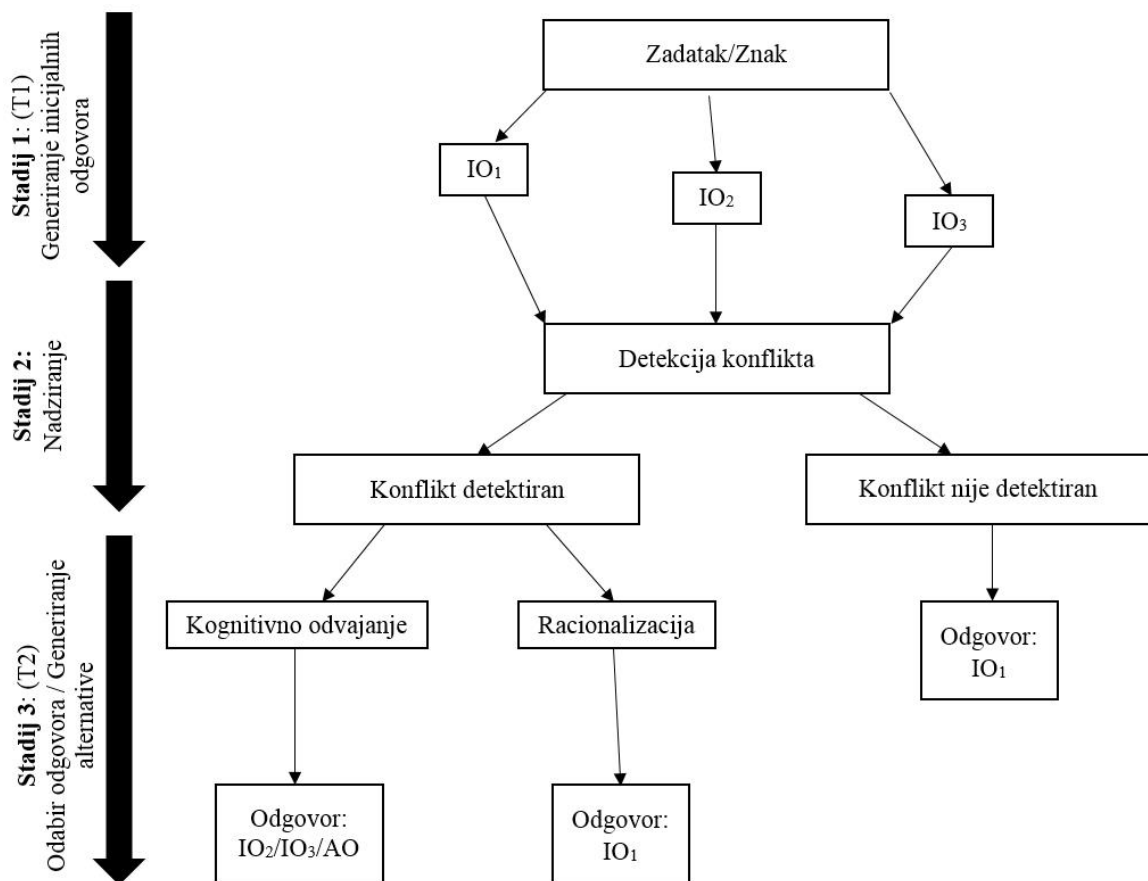 Stadij 1: (T1)
Generiranje inicijalnih
odgovora
Zadatak/Znak
IO₁
IO₂
IO₃
Stadij 2:
Nadziranje
Detekcija konflikta
Konflikt detektiran
Konflikt nije detektiran
Stadij 3: (T2)
Odabir odgovora / Generiranje
alternative
Kognitivno odvajanje
Racionalizacija
Odgovor:
IO₁
Odgovor:
IO₂/IO₃/AO
Odgovor:
IO₁